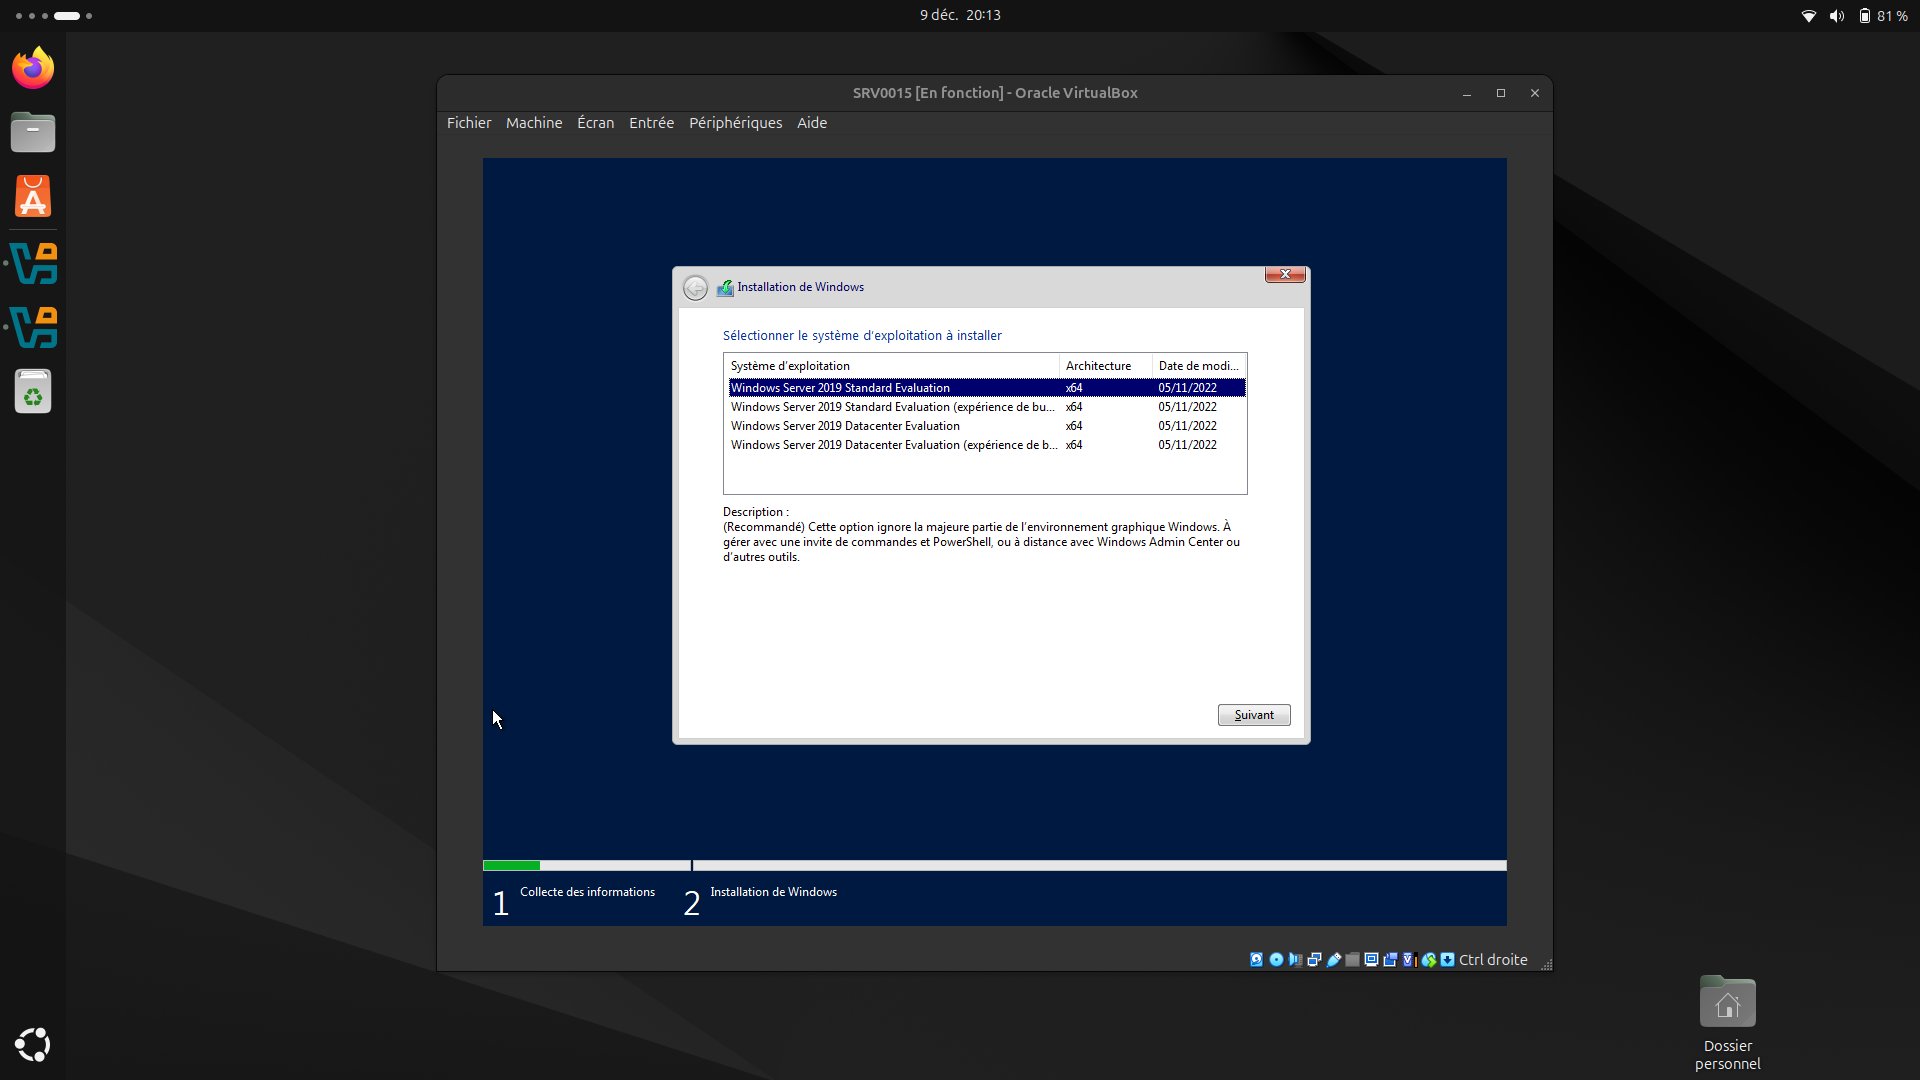 9 déc. 20:13
81 %
SRV0015 [En fonction] - Oracle VirtualBox
Fichier Machine Écran Entrée Périphériques Aide
Installation de Windows
Sélectionner le système d'exploitation à installer
Système d'exploitation Architecture Date de modi...
Windows Server 2019 Standard Evaluation x64 05/11/2022
Windows Server 2019 Standard Evaluation (expérience de bu... x64 05/11/2022
Windows Server 2019 Datacenter Evaluation x64 05/11/2022
Windows Server 2019 Datacenter Evaluation (expérience de b... x64 05/11/2022
Description :
(Recommandé) Cette option ignore la majeure partie de l'environnement graphique Windows. À
gérer avec une invite de commandes et PowerShell, ou à distance avec Windows Admin Center ou
d'autres outils.
Suivant
1 Collecte des informations 2 Installation de Windows
Ctrl droite
Dossier
personnel